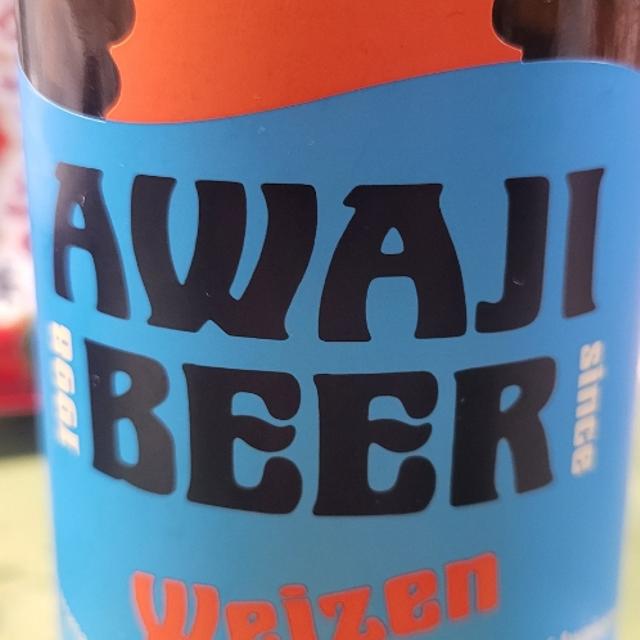 AWAJI
BEER
since
1998
Weizen